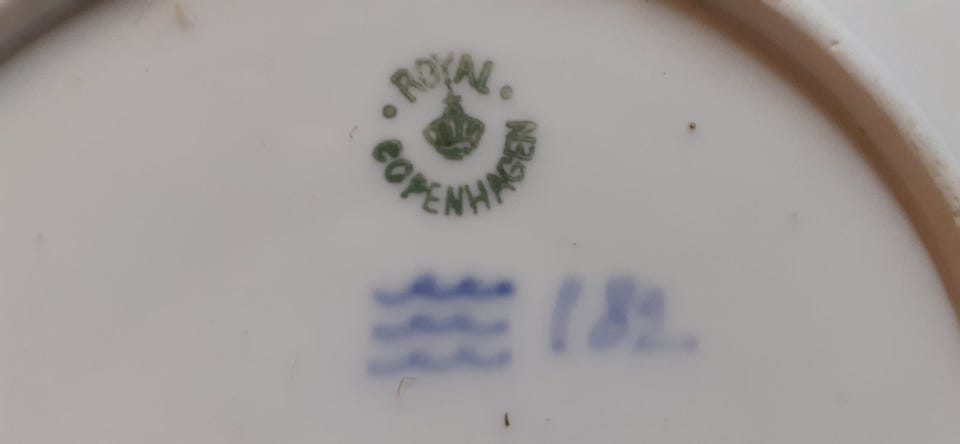 ROYAL
COPENHAGEN
182.